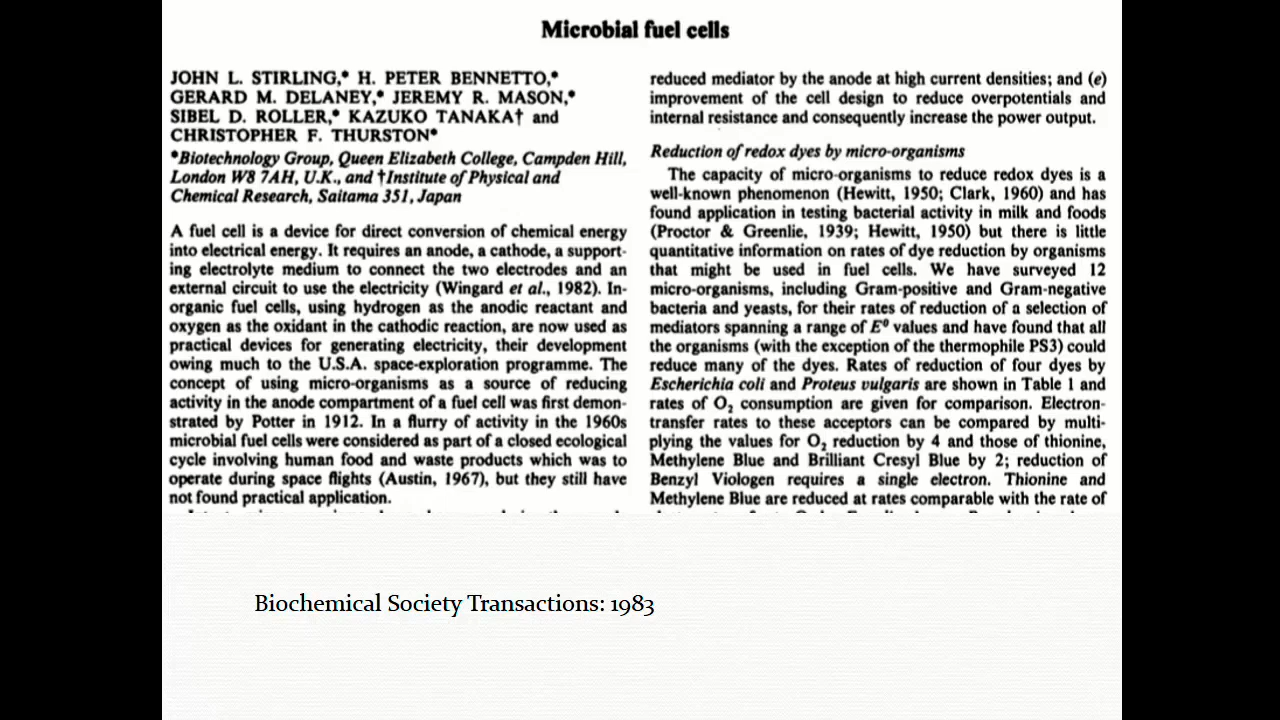 Microbial fuel cells
JOHN L. STIRLING,* H. PETER BENNETTO,*
GERARD M. DELANEY,* JEREMY R. MASON,*
SIBEL D. ROLLER,* KAZUKO TANAKA† and
CHRISTOPHER F. THURSTON*
*Biotechnology Group, Queen Elizabeth College, Campden Hill,
London W8 7AH, U.K., and †Institute of Physical and
Chemical Research, Saitama 351, Japan
A fuel cell is a device for direct conversion of chemical energy
into electrical energy. It requires an anode, a cathode, a support-
ing electrolyte medium to connect the two electrodes and an
external circuit to use the electricity (Wingard et al., 1982). In-
organic fuel cells, using hydrogen as the anodic reactant and
oxygen as the oxidant in the cathodic reaction, are now used as
practical devices for generating electricity, their development
owing much to the U.S.A. space-exploration programme. The
concept of using micro-organisms as a source of reducing
activity in the anode compartment of a fuel cell was first demon-
strated by Potter in 1912. In a flurry of activity in the 1960s
microbial fuel cells were considered as part of a closed ecological
cycle involving human food and waste products which was to
operate during space flights (Austin, 1967), but they still have
not found practical application.
reduced mediator by the anode at high current densities; and (e)
improvement of the cell design to reduce overpotentials and
internal resistance and consequently increase the power output.
Reduction of redox dyes by micro-organisms
The capacity of micro-organisms to reduce redox dyes is a
well-known phenomenon (Hewitt, 1950; Clark, 1960) and has
found application in testing bacterial activity in milk and foods
(Proctor & Greenlie, 1939; Hewitt, 1950) but there is little
quantitative information on rates of dye reduction by organisms
that might be used in fuel cells. We have surveyed 12
micro-organisms, including Gram-positive and Gram-negative
bacteria and yeasts, for their rates of reduction of a selection of
mediators spanning a range of E⁰ values and have found that all
the organisms (with the exception of the thermophile PS3) could
reduce many of the dyes. Rates of reduction of four dyes by
Escherichia coli and Proteus vulgaris are shown in Table 1 and
rates of O₂ consumption are given for comparison. Electron-
transfer rates to these acceptors can be compared by multi-
plying the values for O₂ reduction by 4 and those of thionine,
Methylene Blue and Brilliant Cresyl Blue by 2; reduction of
Benzyl Viologen requires a single electron. Thionine and
Methylene Blue are reduced at rates comparable with the rate of
Biochemical Society Transactions: 1983